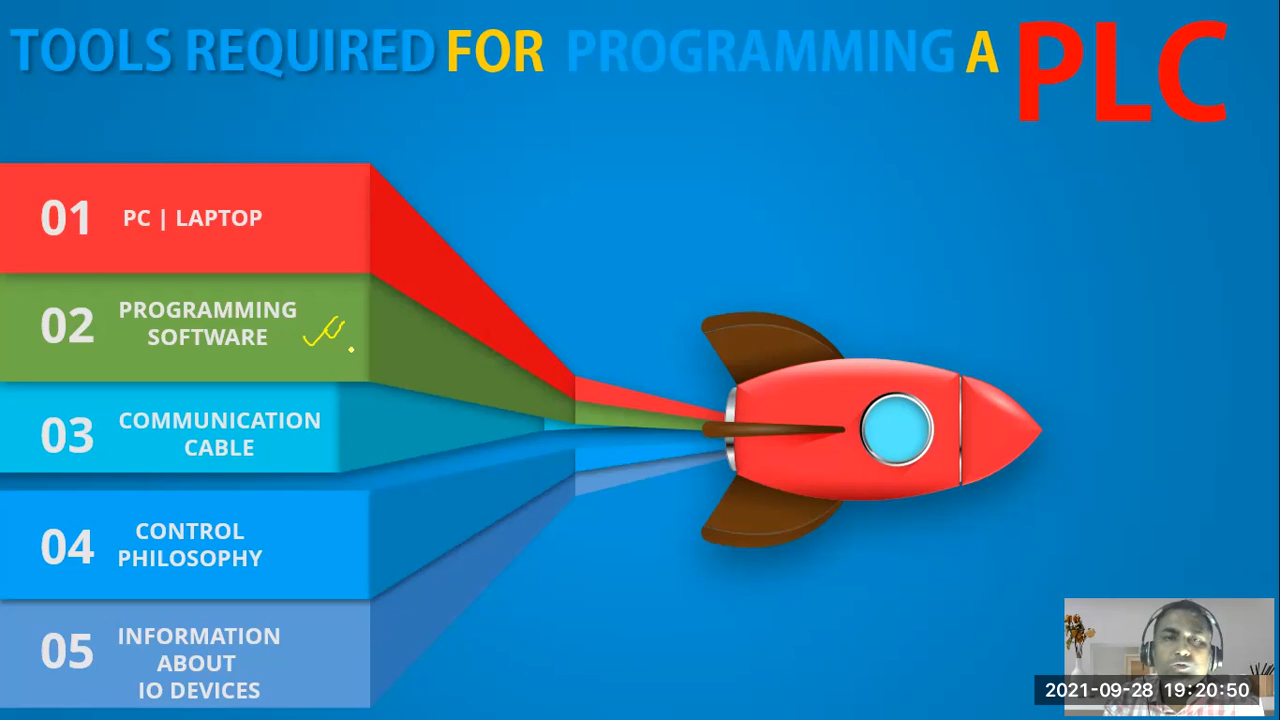 TOOLS REQUIRED FOR PROGRAMMING A PLC
01 PC | LAPTOP
02 PROGRAMMING
SOFTWARE
03 COMMUNICATION
CABLE
04 CONTROL
PHILOSOPHY
05 INFORMATION
ABOUT
IO DEVICES
2021-09-28 19:20:50